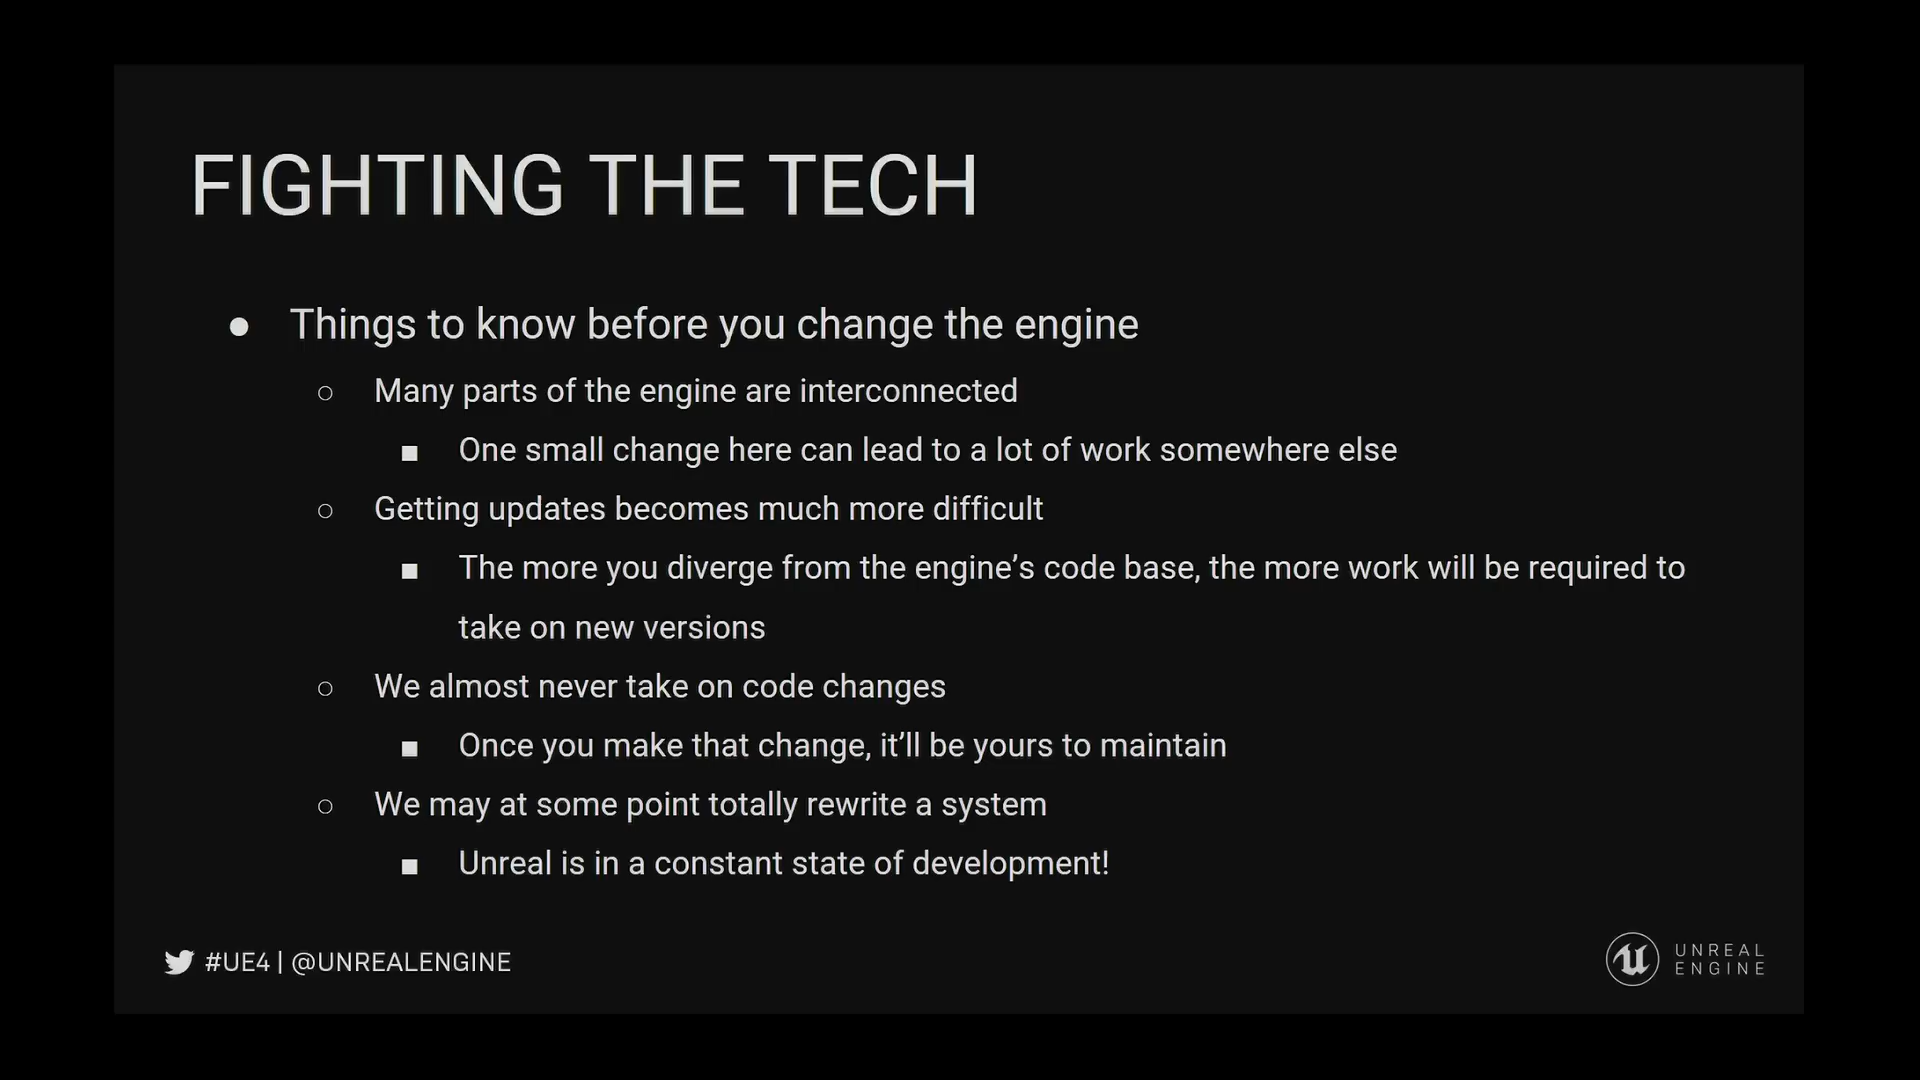 FIGHTING THE TECH
● Things to know before you change the engine
○ Many parts of the engine are interconnected
■ One small change here can lead to a lot of work somewhere else
○ Getting updates becomes much more difficult
■ The more you diverge from the engine’s code base, the more work will be required to
take on new versions
○ We almost never take on code changes
■ Once you make that change, it’ll be yours to maintain
○ We may at some point totally rewrite a system
■ Unreal is in a constant state of development!
#UE4 | @UNREALENGINE
UNREAL
ENGINE